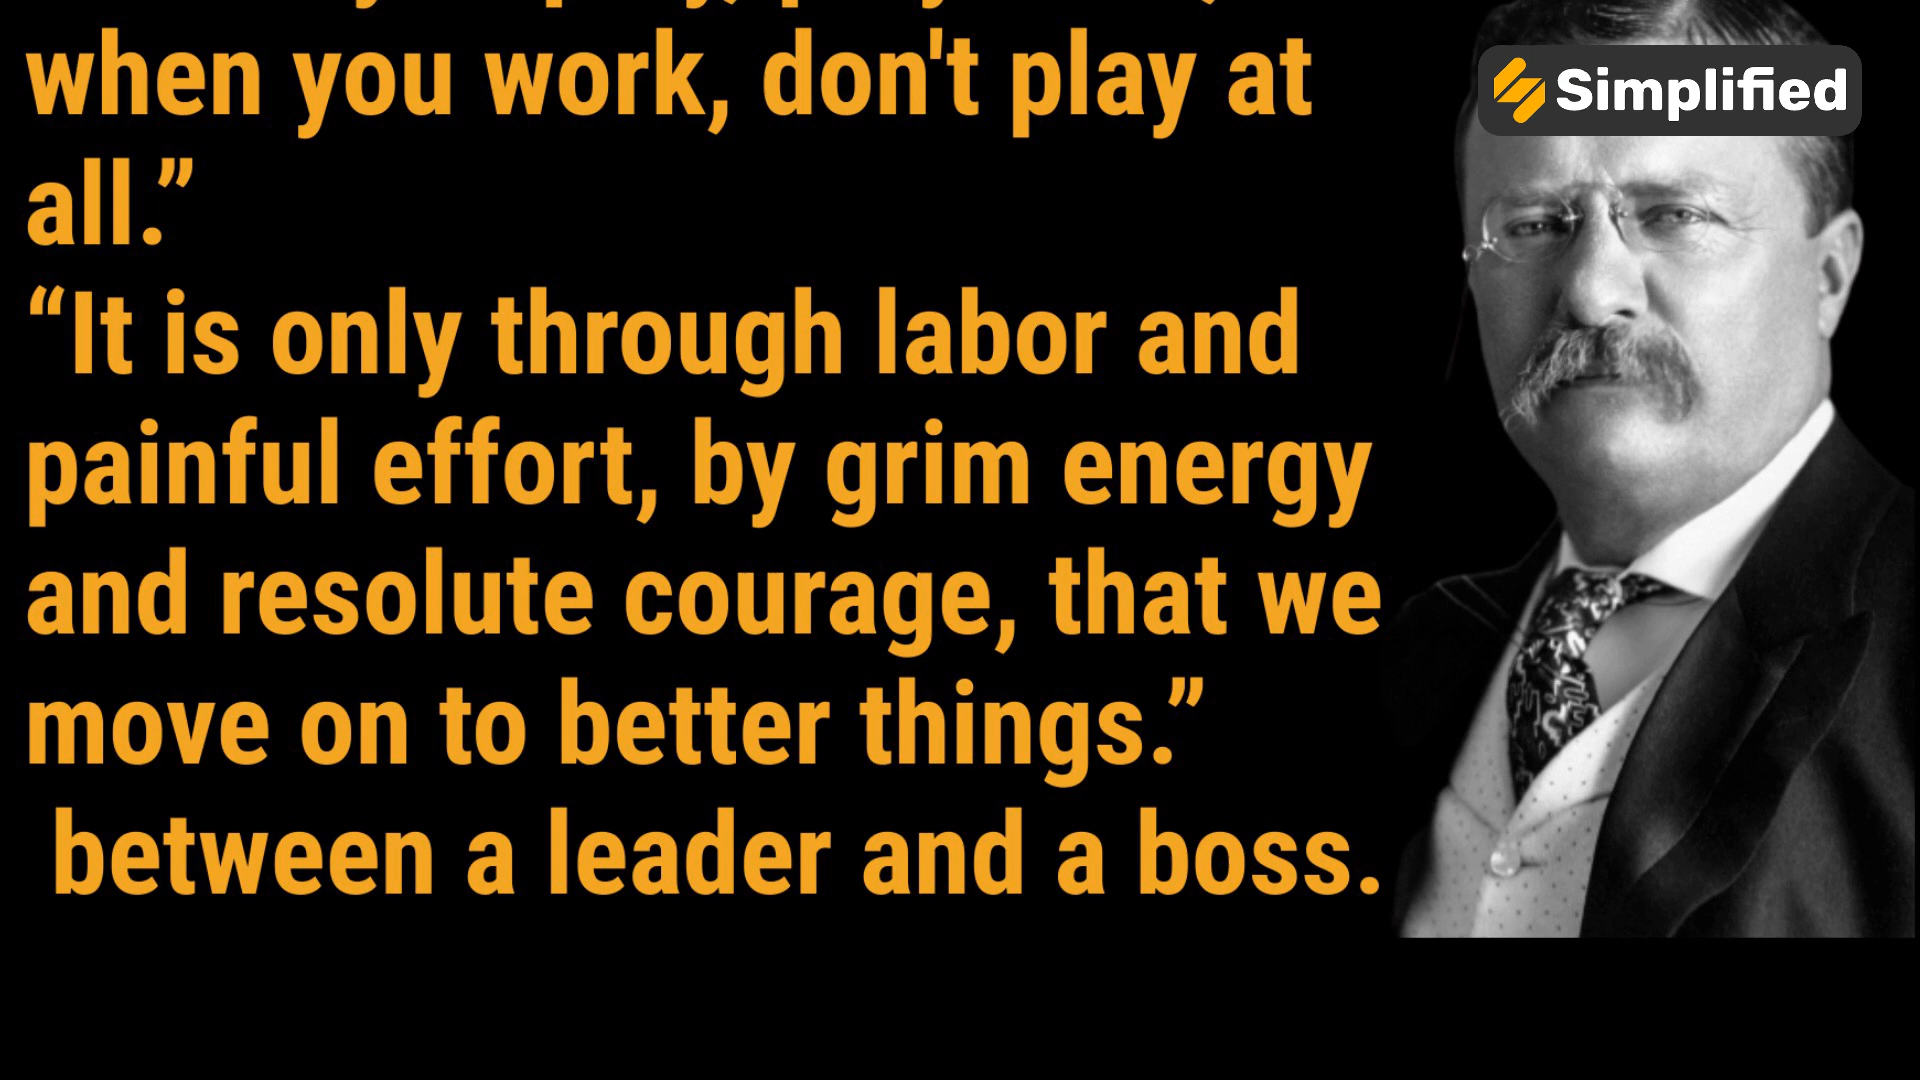 when you work, don't play at
all.”
“It is only through labor and
painful effort, by grim energy
and resolute courage, that we
move on to better things.”
between a leader and a boss.
Simplified